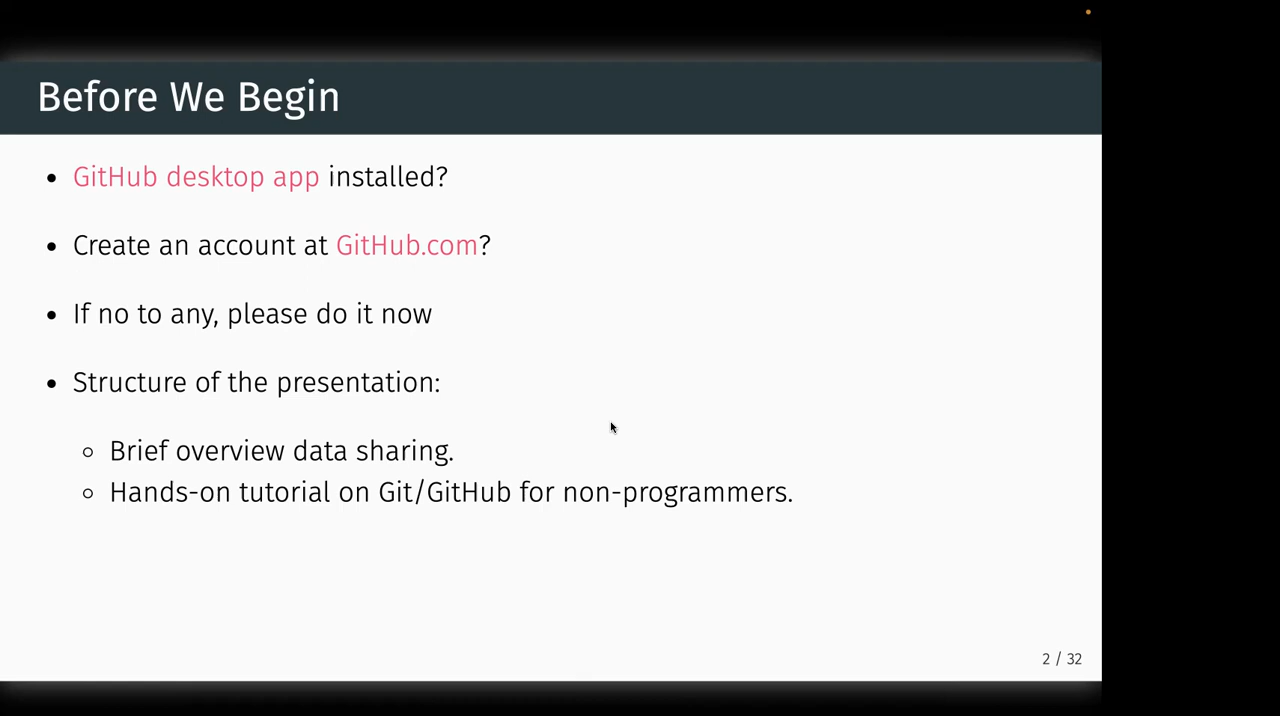 Before We Begin
• GitHub desktop app installed?
• Create an account at GitHub.com?
• If no to any, please do it now
• Structure of the presentation:
◦ Brief overview data sharing.
◦ Hands-on tutorial on Git/GitHub for non-programmers.
2 / 32